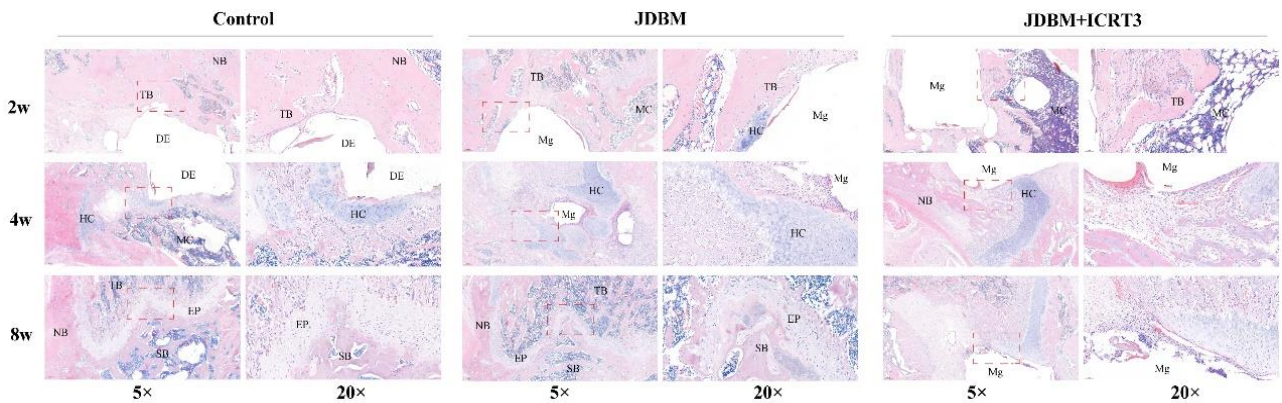 Control JDBM JDBM+ICRT3
2w
NB TB DE
NB TB DE
TB MC Mg
TB Mg HC
Mg MC
TB MC
4w
DE HC MC
DE HC
HC Mg
Mg HC
Mg NB HC
Mg
8w
TB EP NB SB
EP SB
TB NB EP SB
EP SB
Mg
Mg
5× 20× 5× 20× 5× 20×